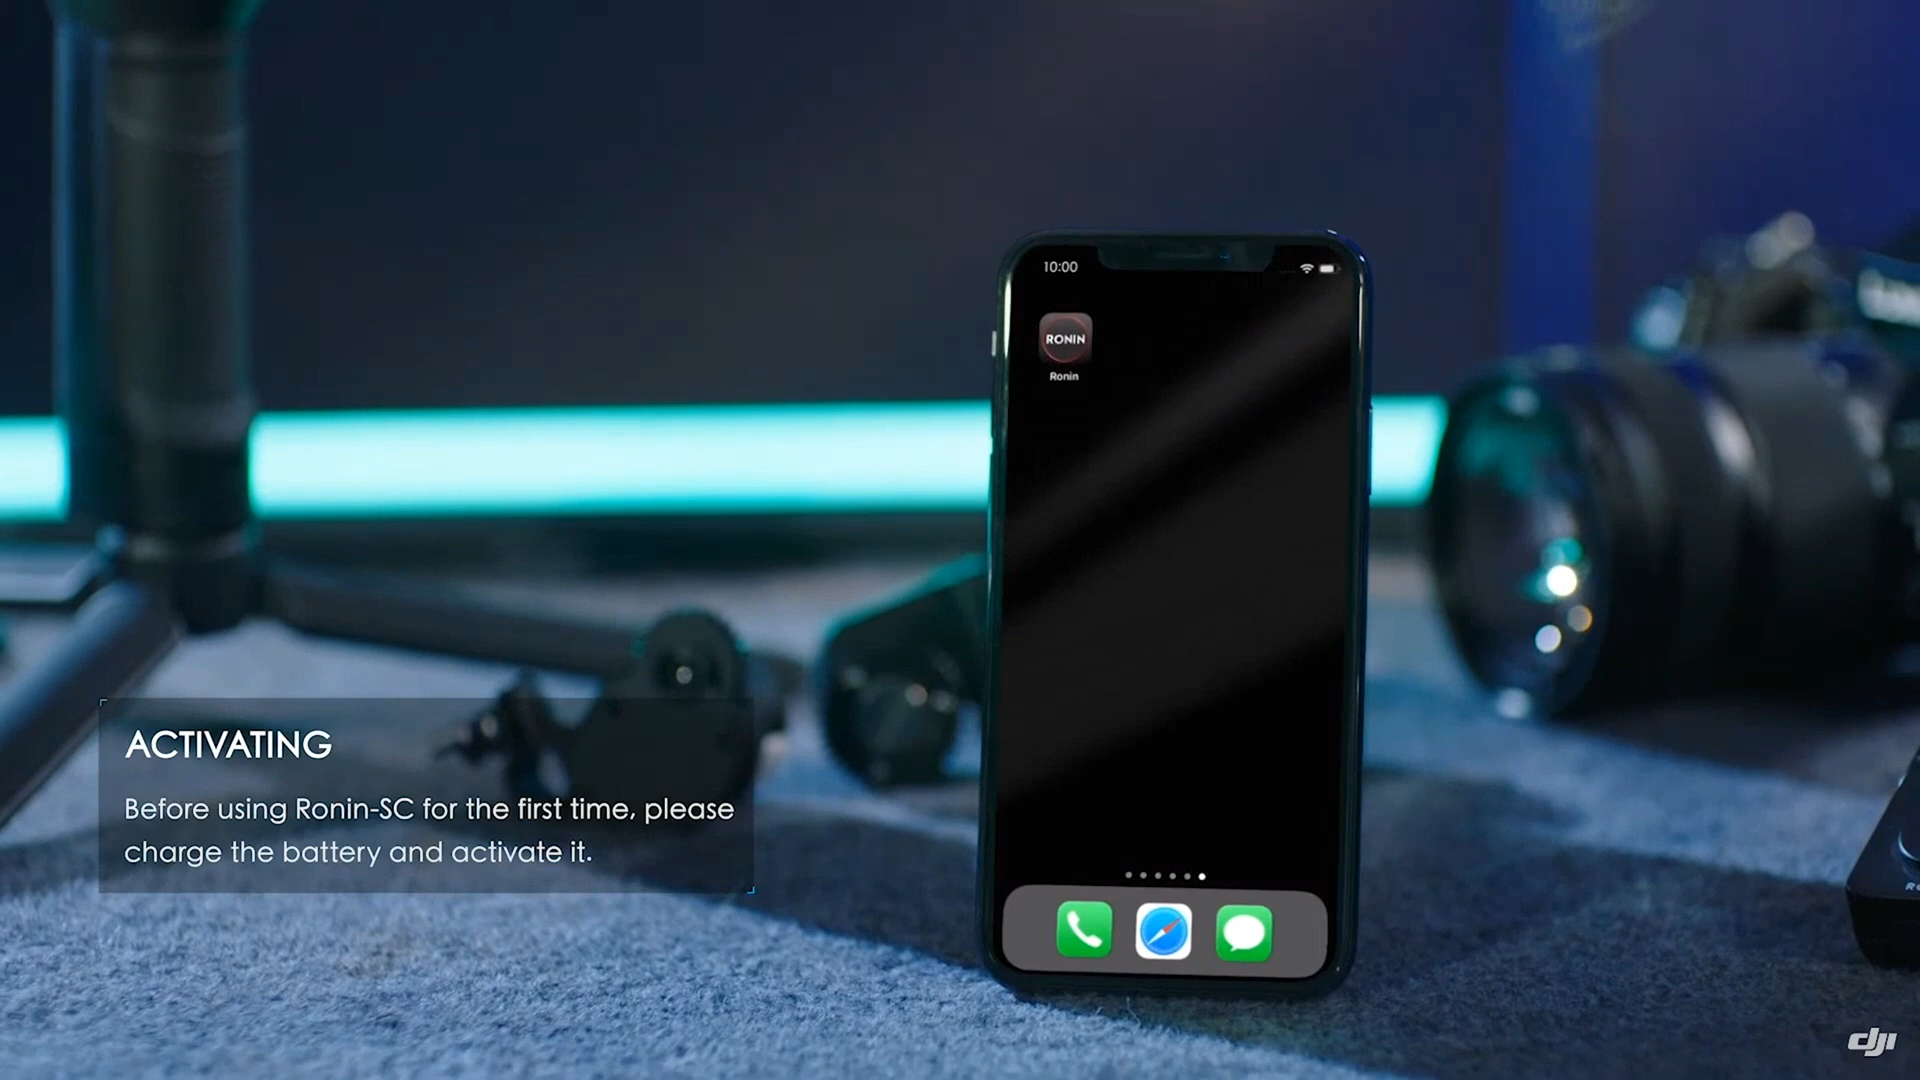 10:00
RONIN
Ronin
ACTIVATING
Before using Ronin-SC for the first time, please
charge the battery and activate it.
dji